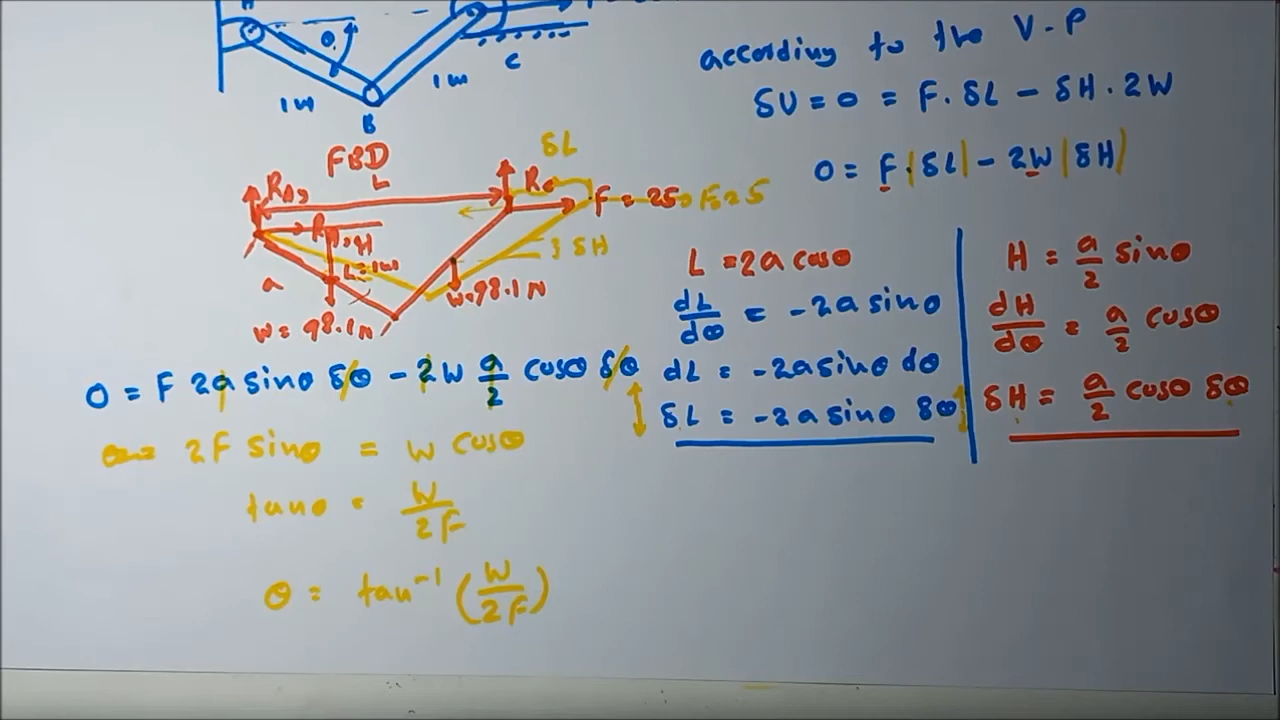 θ
1m
1m
B
C
according to the V-P
δU = 0 = F. δL - δH. 2W
0 = F.|δL| - 2W |δH|
FBD
δL
L
Rc
F = 25
F=25
H
δH
L=1m
a
W = 98.1N
W.98.1N
L = 2a cosθ
dL/dθ = -2a sinθ
dL = -2a sinθ dθ
δL = -2a sinθ δθ
H = a/2 sinθ
dH/dθ = a/2 cosθ
δH = a/2 cosθ δθ
0 = F 2a sinθ δθ - 2W a/2 cosθ δθ
2F sinθ = W cosθ
tanθ = W/2F
θ = tan⁻¹ (W/2F)